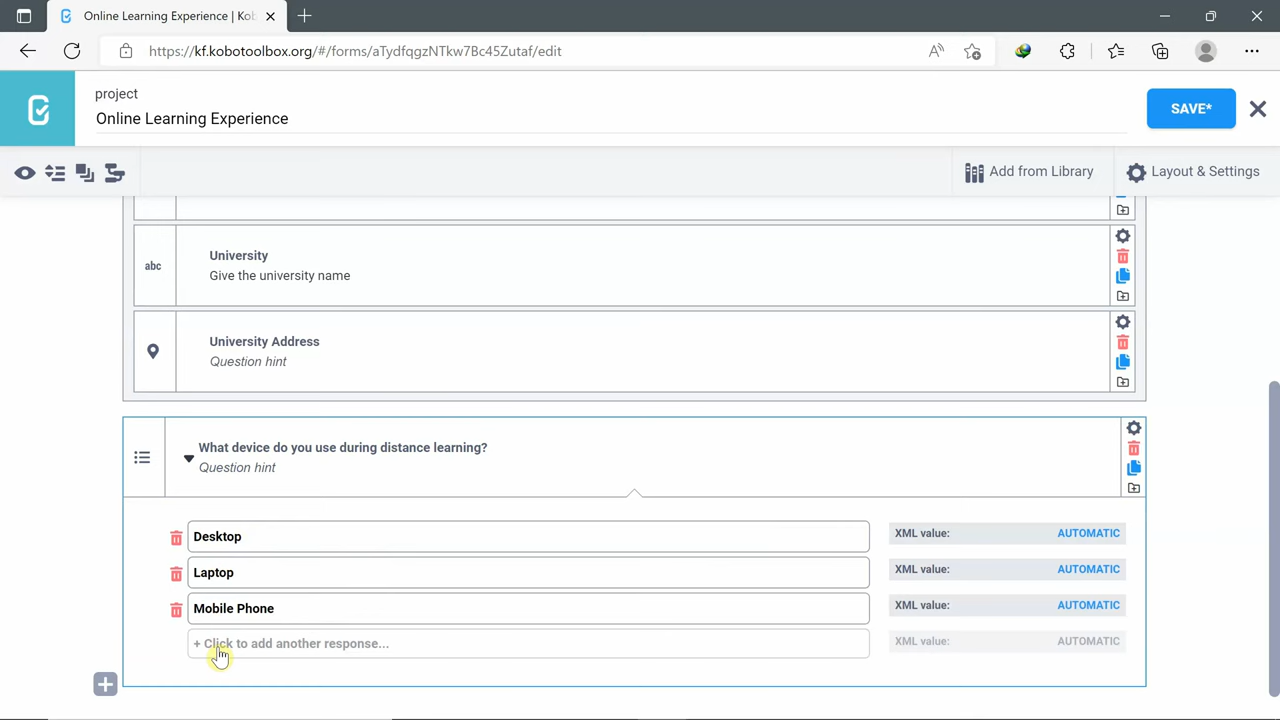 Online Learning Experience | Kob
https://kf.kobotoolbox.org/#/forms/aTydfqgzNTkw7Bc45Zutaf/edit
project
Online Learning Experience
SAVE*
Add from Library
Layout & Settings
University
abc
Give the university name
University Address
Question hint
What device do you use during distance learning?
Question hint
Desktop
XML value: AUTOMATIC
Laptop
XML value: AUTOMATIC
Mobile Phone
XML value: AUTOMATIC
+ Click to add another response...
XML value: AUTOMATIC